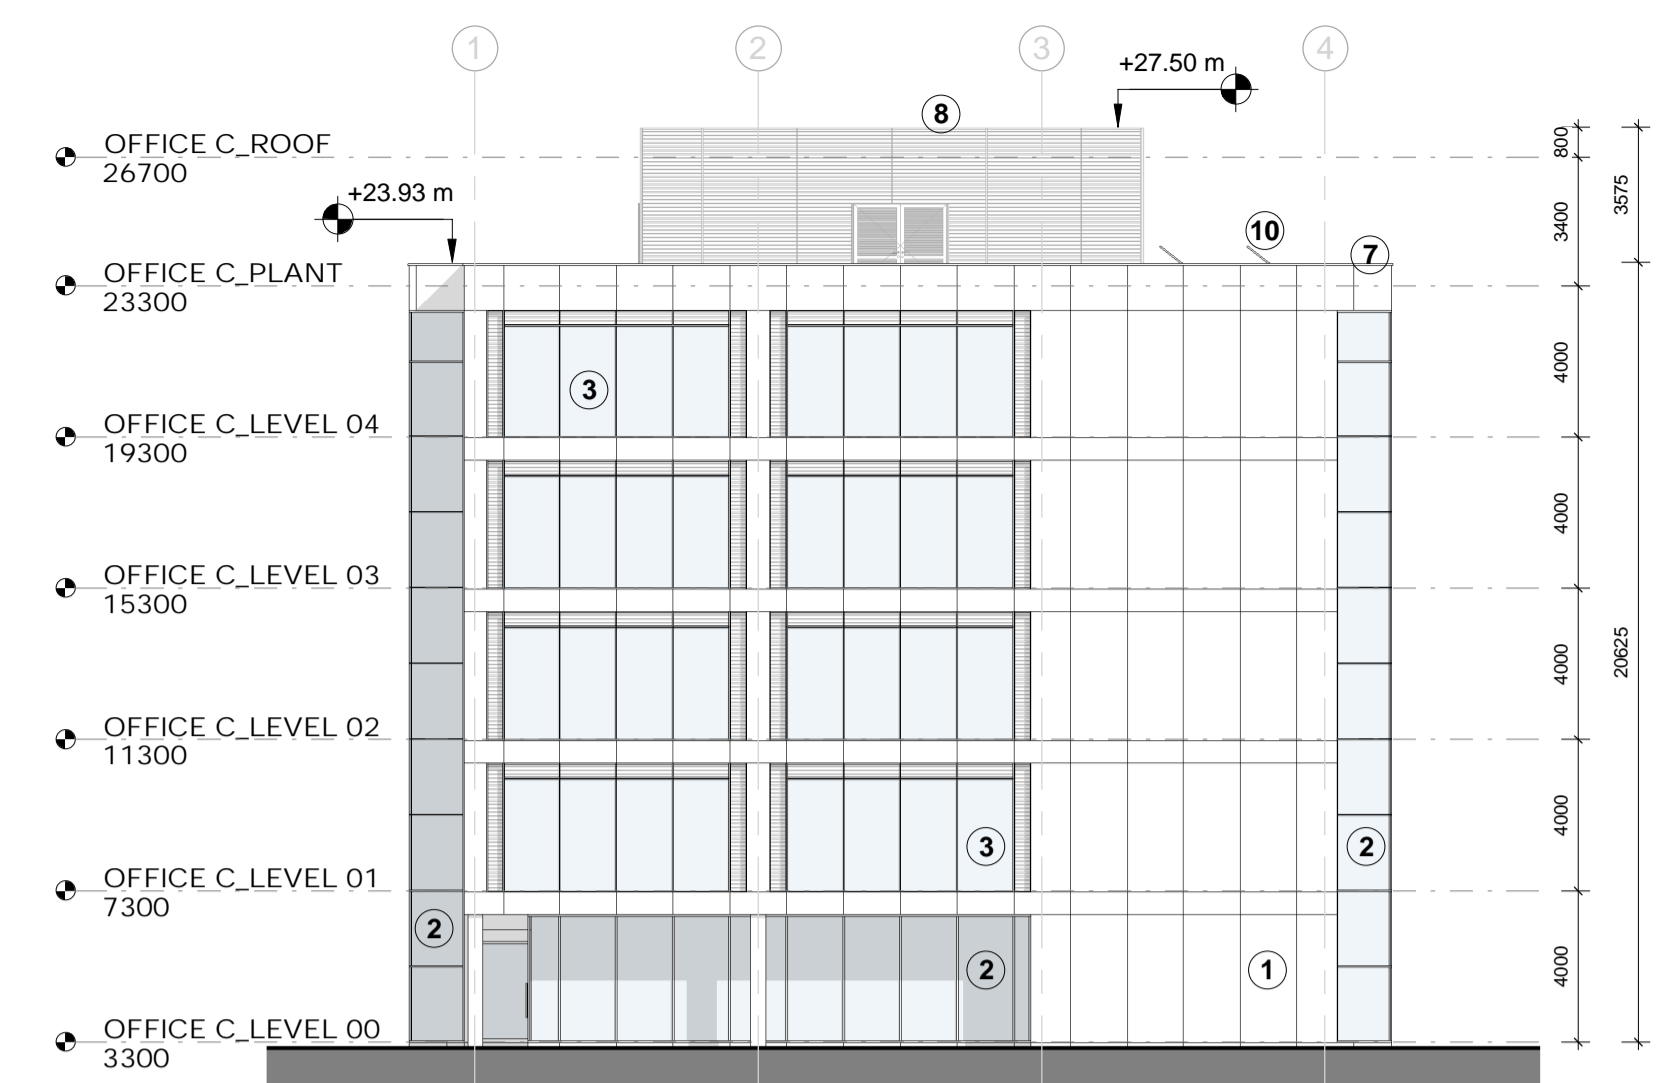 1 2 3 4
+27.50 m
8
OFFICE C_ROOF
26700
800
+23.93 m
3575
3400
10
7
OFFICE C_PLANT
23300
4000
3
OFFICE C_LEVEL 04
19300
4000
OFFICE C_LEVEL 03
15300
4000
20625
OFFICE C_LEVEL 02
11300
4000
3
2
OFFICE C_LEVEL 01
7300
2
2
1
4000
OFFICE C_LEVEL 00
3300